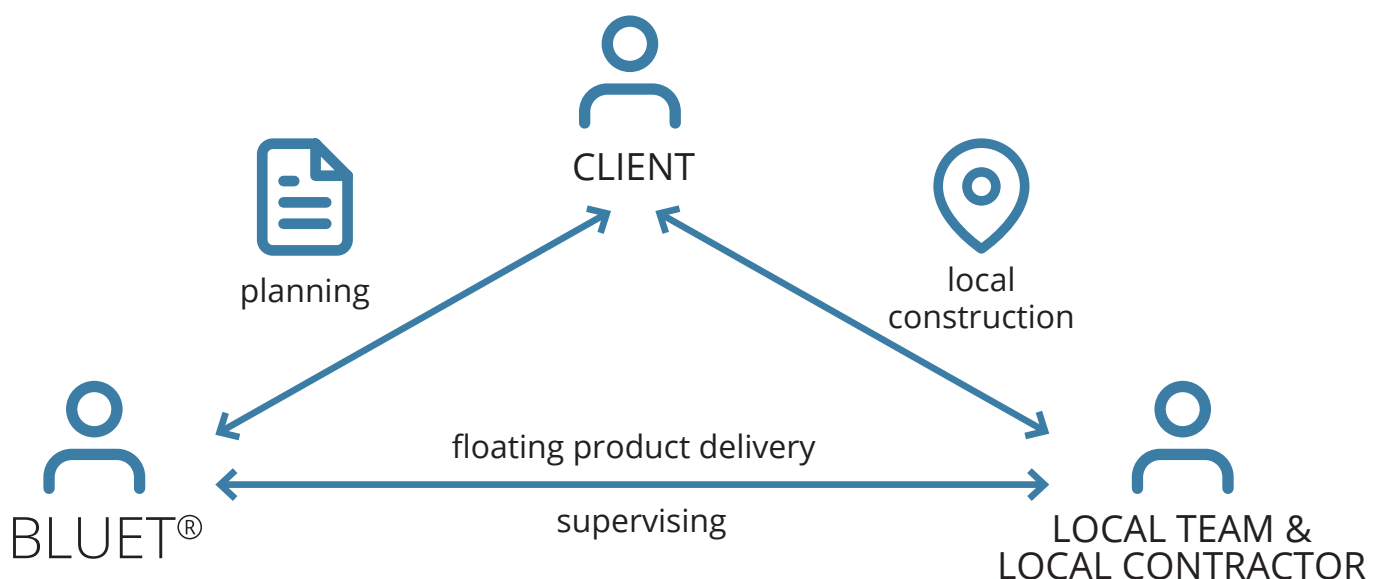 CLIENT
planning
local
construction
floating product delivery
supervising
BLUET®
LOCAL TEAM &
LOCAL CONTRACTOR